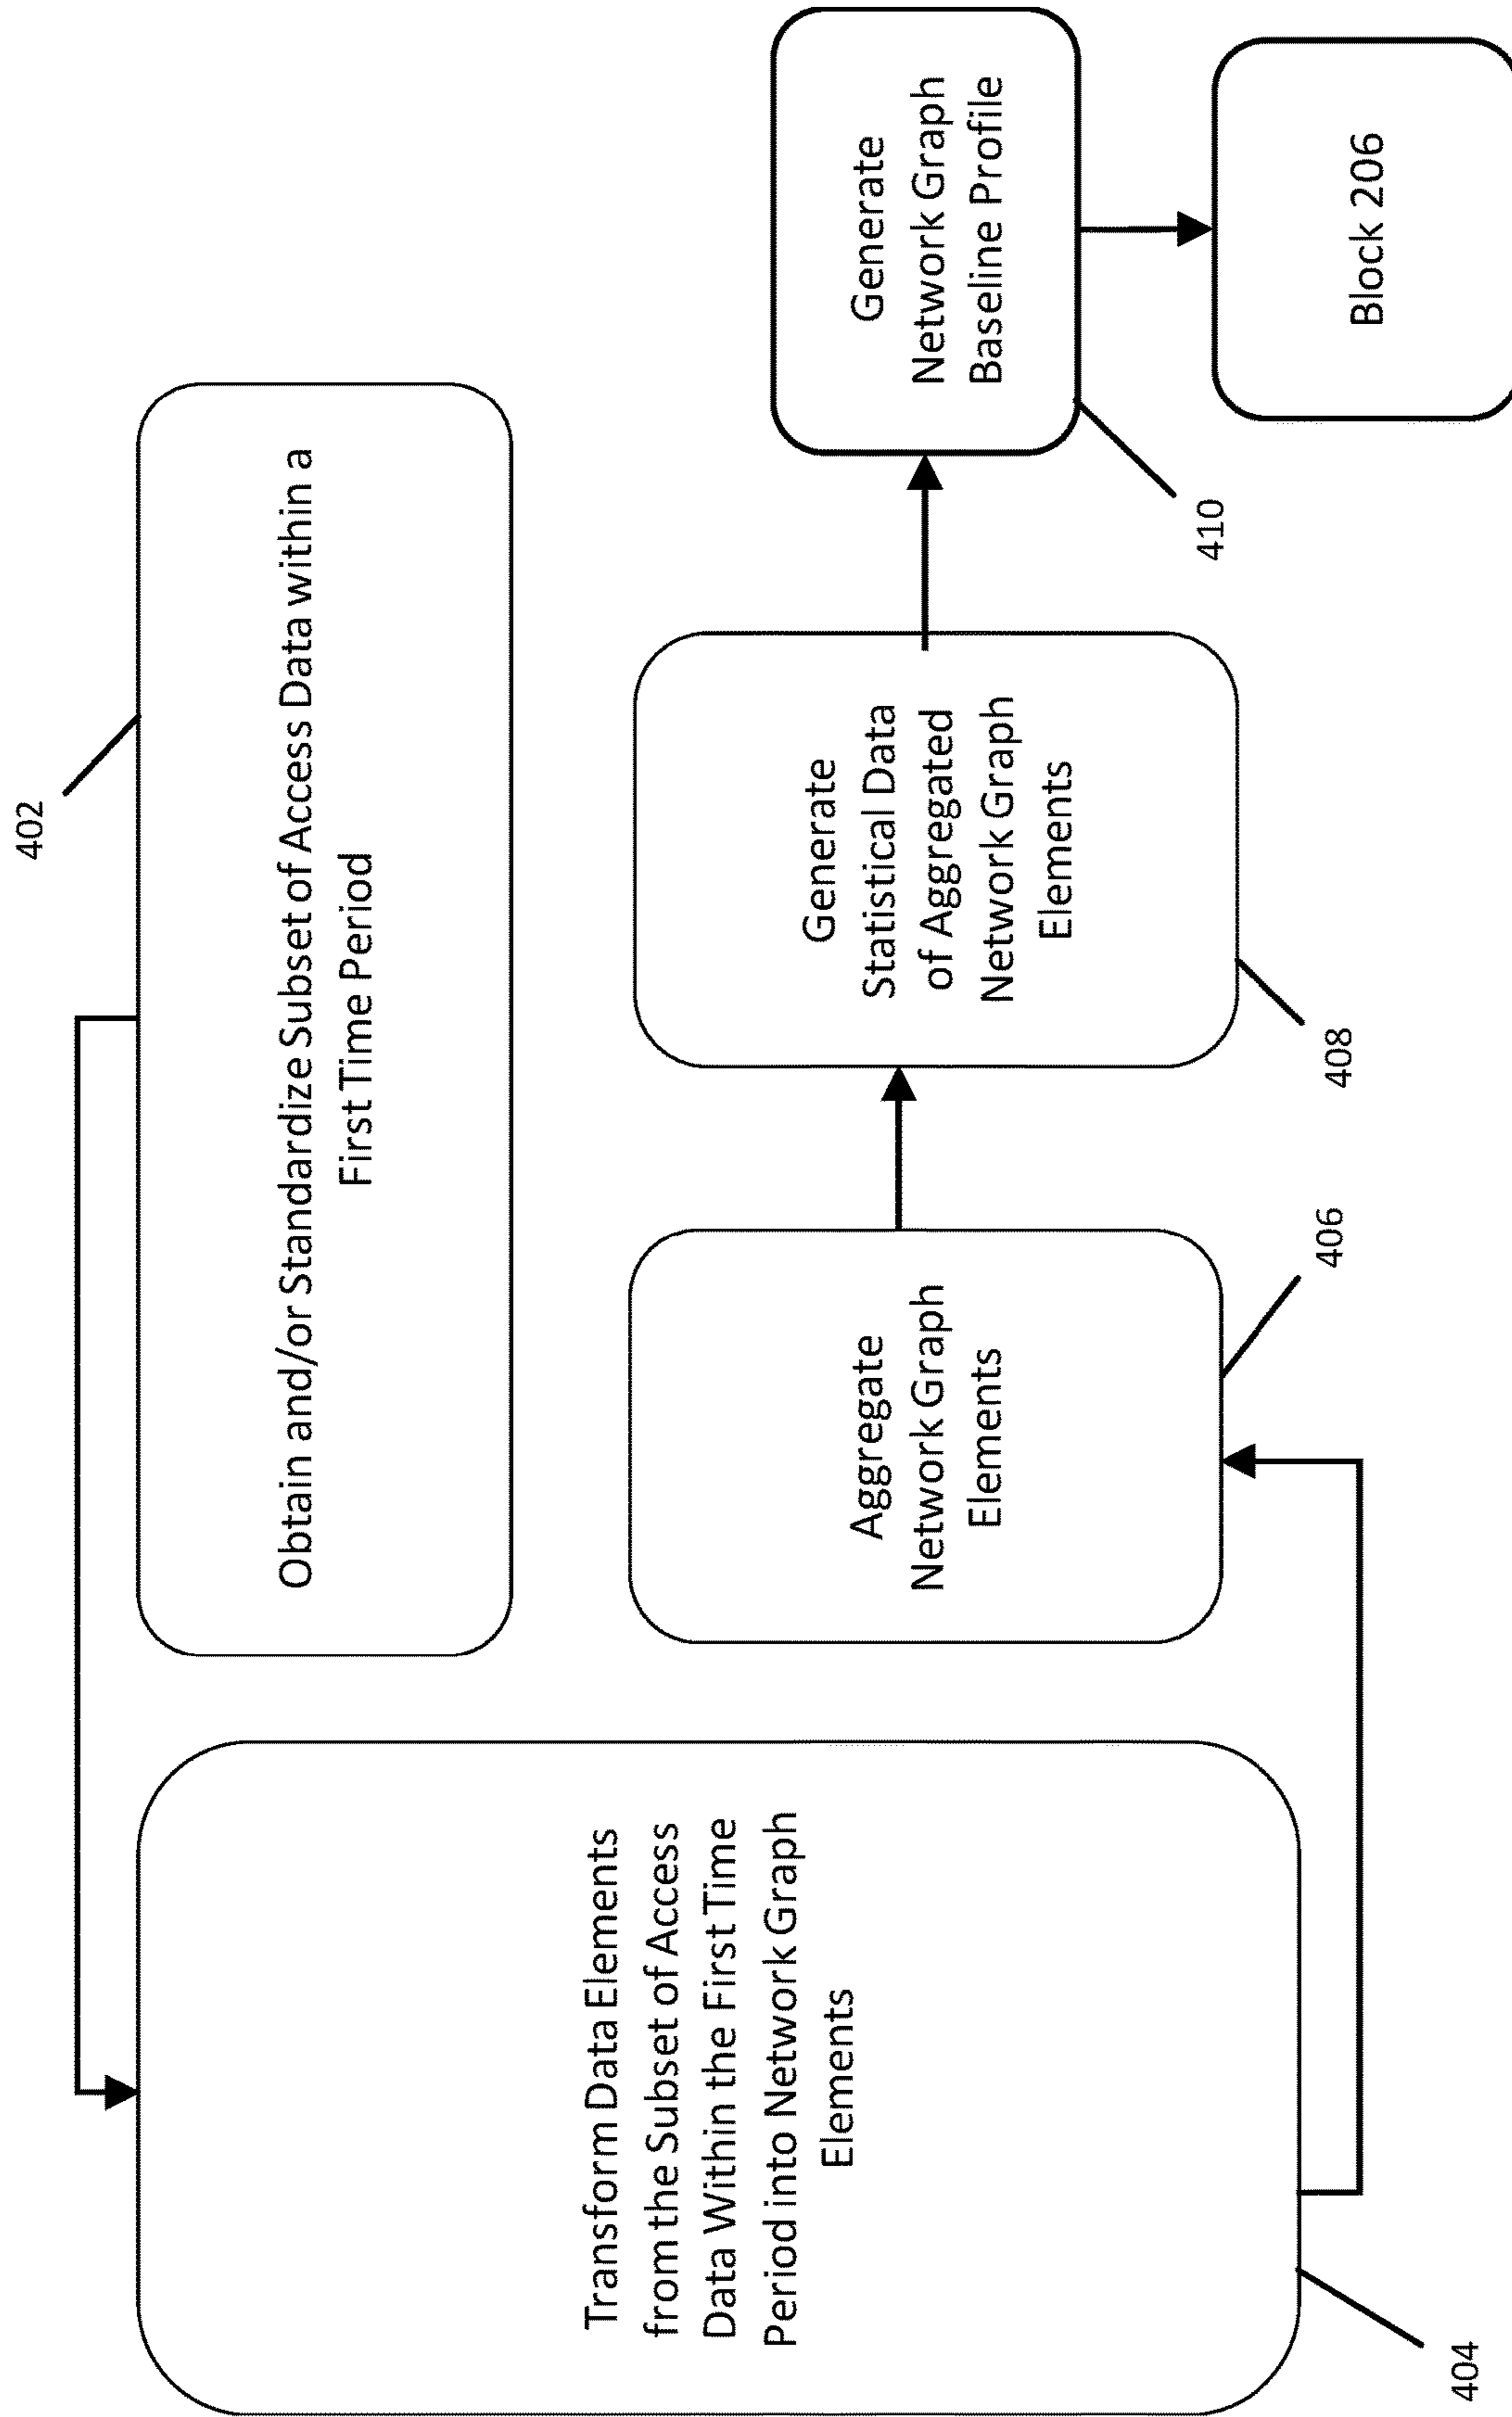 402
Obtain and/or Standardize Subset of Access Data within a
First Time Period
Transform Data Elements
from the Subset of Access
Data Within the First Time
Period into Network Graph
Elements
404
Aggregate
Network Graph
Elements
406
Generate
Statistical Data
of Aggregated
Network Graph
Elements
408
Generate
Network Graph
Baseline Profile
410
Block 206